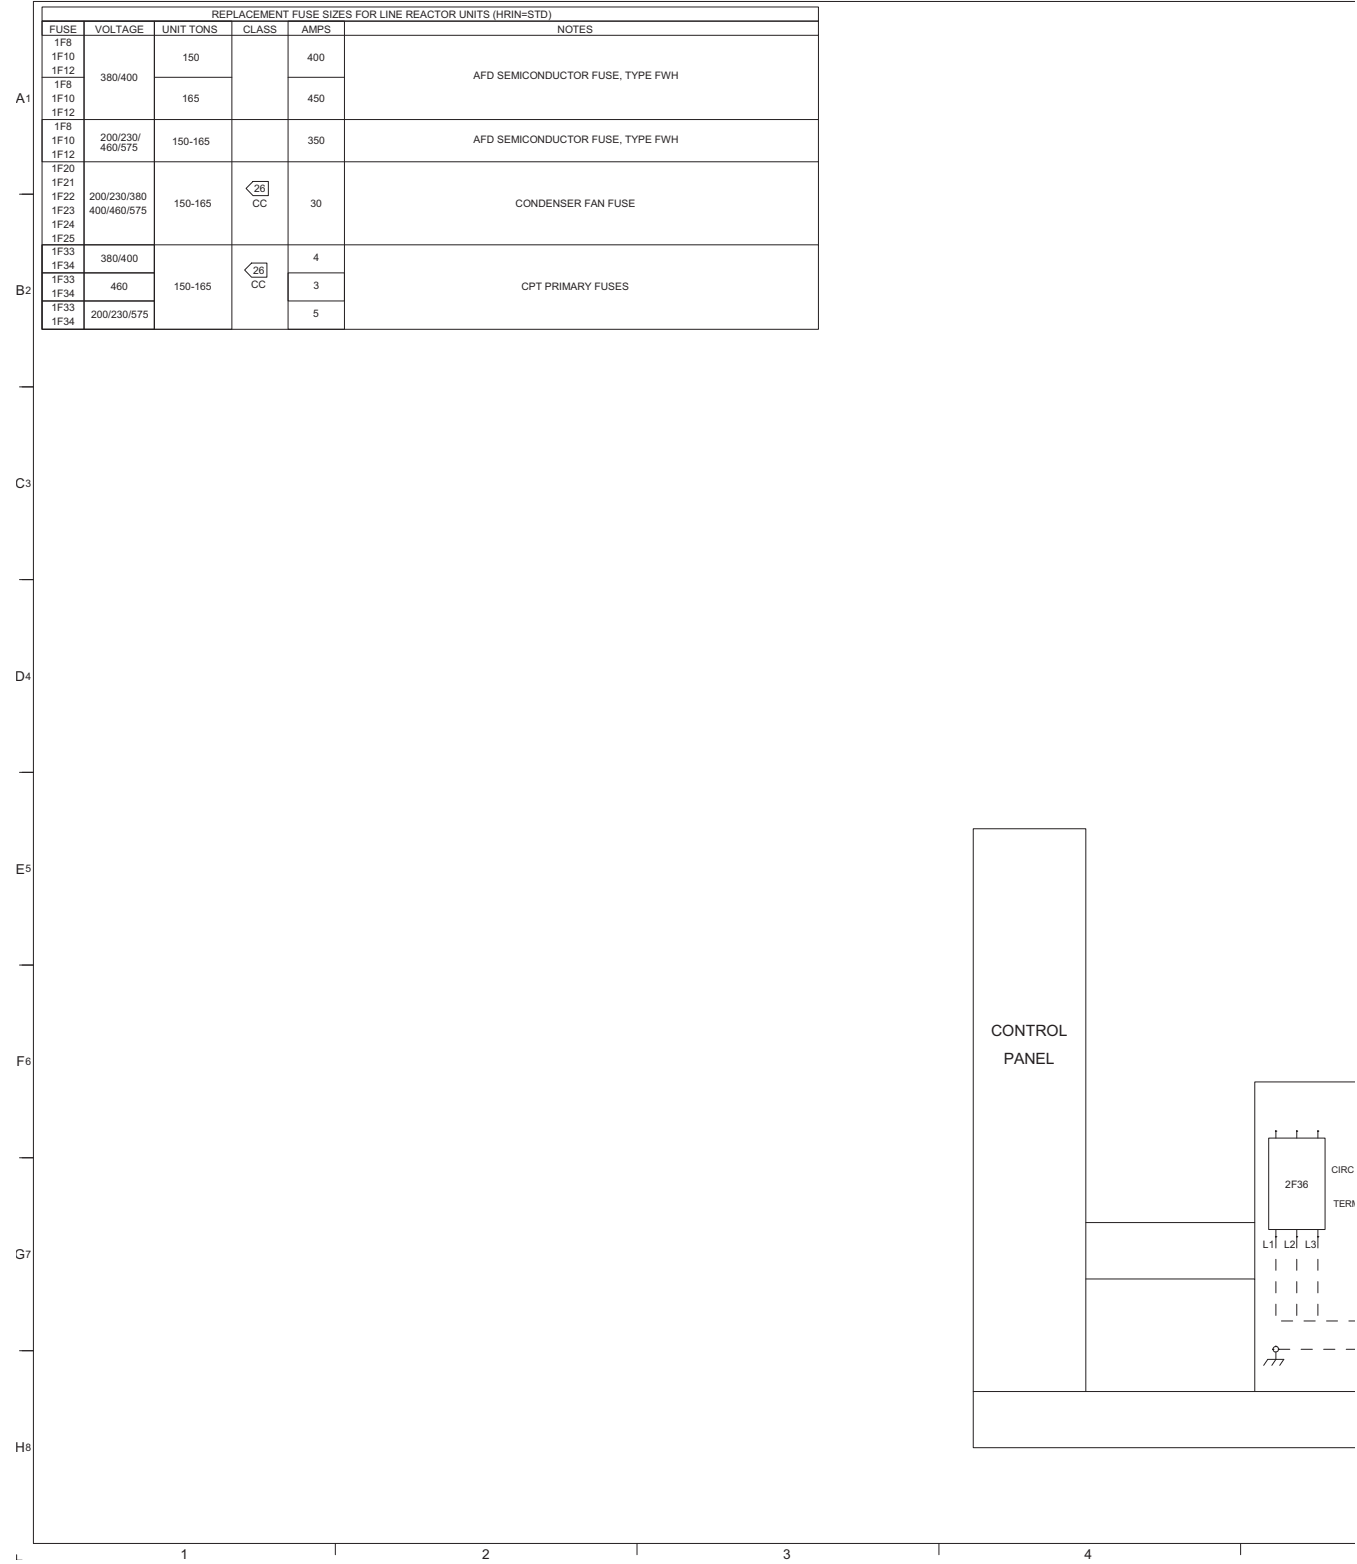 REPLACEMENT FUSE SIZES FOR LINE REACTOR UNITS (HRIN=STD)
FUSE VOLTAGE UNIT TONS CLASS AMPS NOTES
1F8
1F10
1F12
380/400
150
400
AFD SEMICONDUCTOR FUSE, TYPE FWH
1F8
1F10
1F12
165
450
1F8
1F10
1F12
200/230/
460/575
150-165
350
AFD SEMICONDUCTOR FUSE, TYPE FWH
1F20
1F21
1F22
1F23
1F24
1F25
200/230/380
400/460/575
150-165
26
CC
30
CONDENSER FAN FUSE
1F33
1F34
380/400
4
1F33
1F34
460
150-165
26
CC
3
CPT PRIMARY FUSES
1F33
1F34
200/230/575
5
A1
B2
C3
D4
E5
F6
G7
H8
CONTROL
PANEL
2F36
CIRC
TERM
L1 L2 L3
1 2 3 4